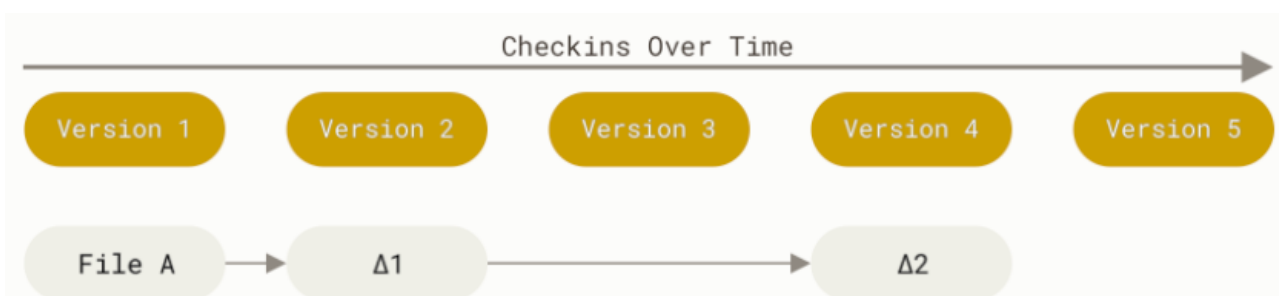 Checkins Over Time
Version 1 Version 2 Version 3 Version 4 Version 5
File A Δ1 Δ2